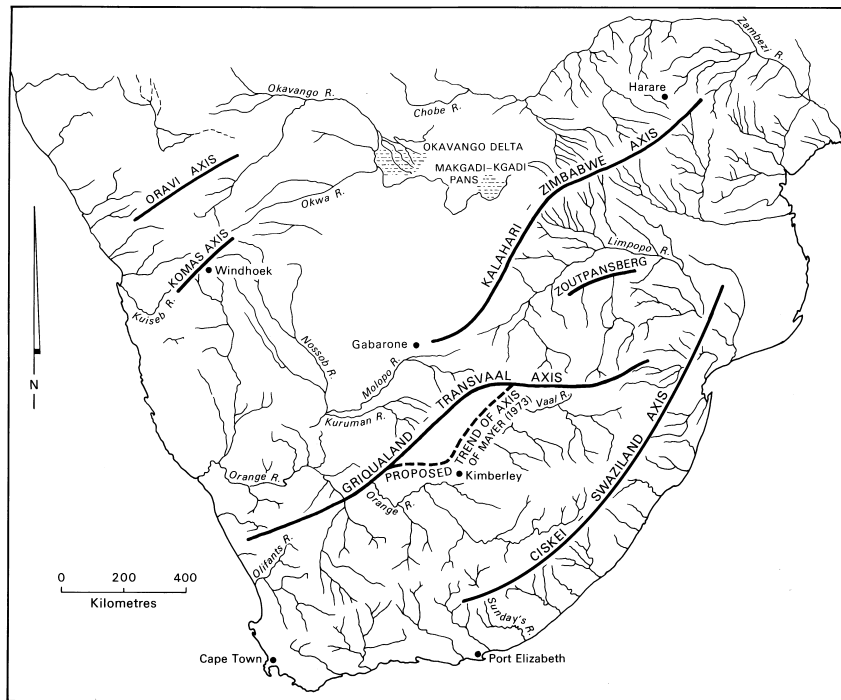 Zambezi R.
Harare
Okavango R.
Chobe R.
OKAVANGO DELTA
MAKGADI–KGADI
PANS
ORAVI AXIS
Okwa R.
KALAHARI - ZIMBABWE AXIS
KOMAS AXIS
Windhoek
Limpopo R.
ZOUTPANSBERG
Kuiseb R.
Nossob R.
Gabarone
Molopo R.
N
Kuruman R.
GRIQUALAND - TRANSVAAL AXIS
Vaal R.
PROPOSED TREND OF AXIS
OF MAYER (1973)
Kimberley
Orange R.
Orange R.
CISKEI - SWAZILAND AXIS
Olifants R.
0 200 400
Kilometres
Sunday's R.
Cape Town
Port Elizabeth